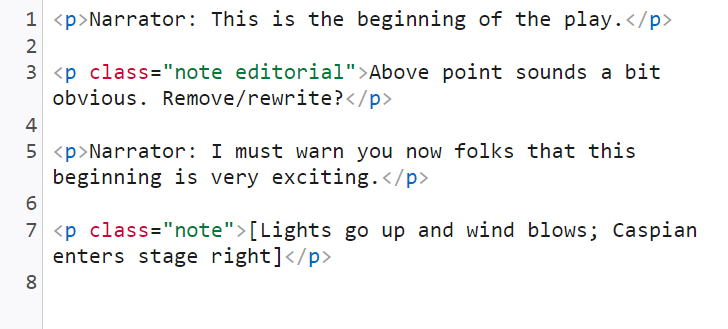 1 <p>Narrator: This is the beginning of the play.</p>
2
3 <p class="note editorial">Above point sounds a bit
obvious. Remove/rewrite?</p>
4
5 <p>Narrator: I must warn you now folks that this
beginning is very exciting.</p>
6
7 <p class="note">[Lights go up and wind blows; Caspian
enters stage right]</p>
8